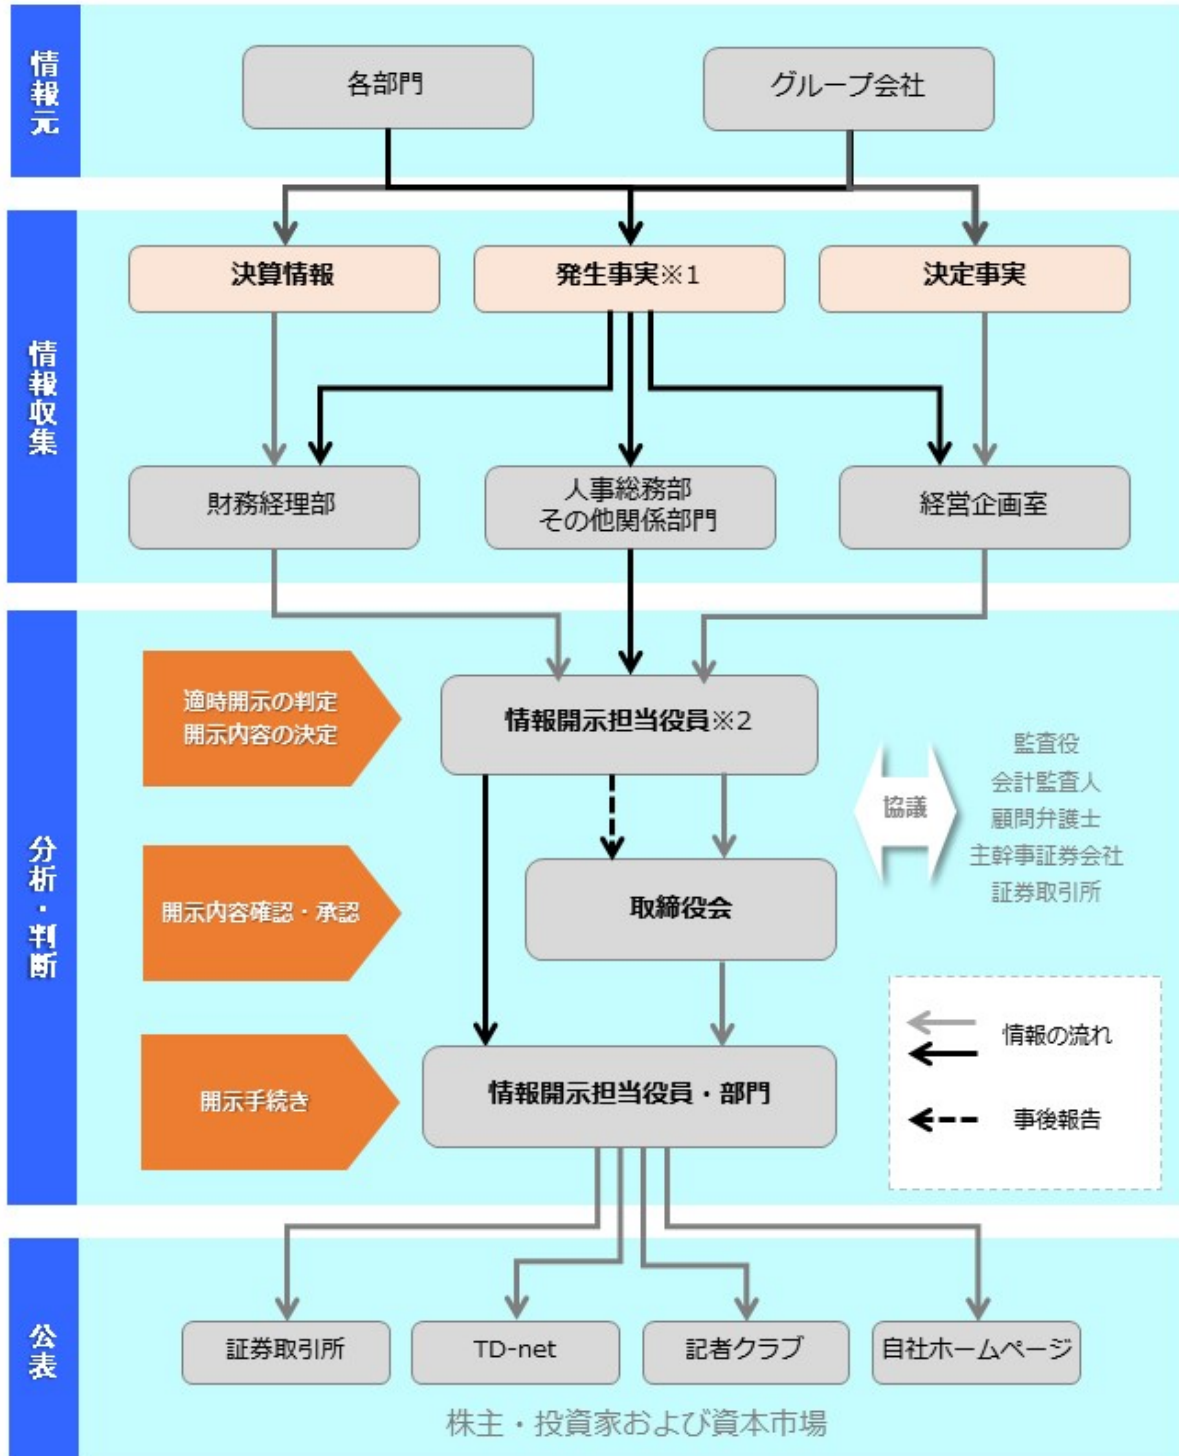 情報元
各部門
グループ会社
情報収集
決算情報
発生事実※1
決定事実
財務経理部
人事総務部
その他関係部門
経営企画室
分析・判断
適時開示の判定
開示内容の決定
情報開示担当役員※2
協議
監査役
会計監査人
顧問弁護士
主幹事証券会社
証券取引所
開示内容確認・承認
取締役会
開示手続き
情報開示担当役員・部門
情報の流れ
事後報告
公表
証券取引所
TD-net
記者クラブ
自社ホームページ
株主・投資家および資本市場